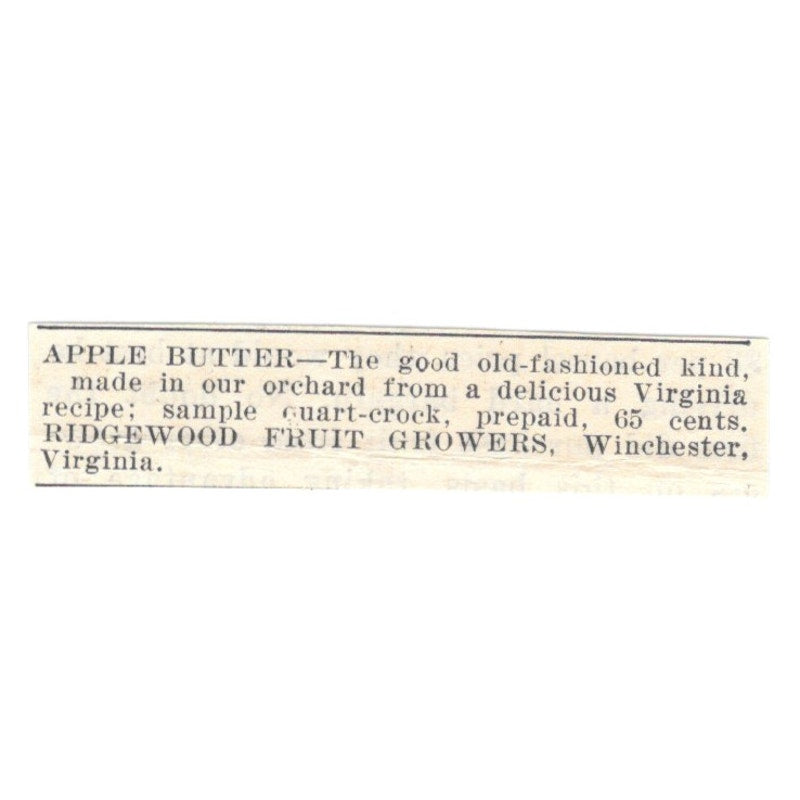 APPLE BUTTER—The good old-fashioned kind,
made in our orchard from a delicious Virginia
recipe; sample quart-crock, prepaid, 65 cents.
RIDGEWOOD FRUIT GROWERS, Winchester,
Virginia.